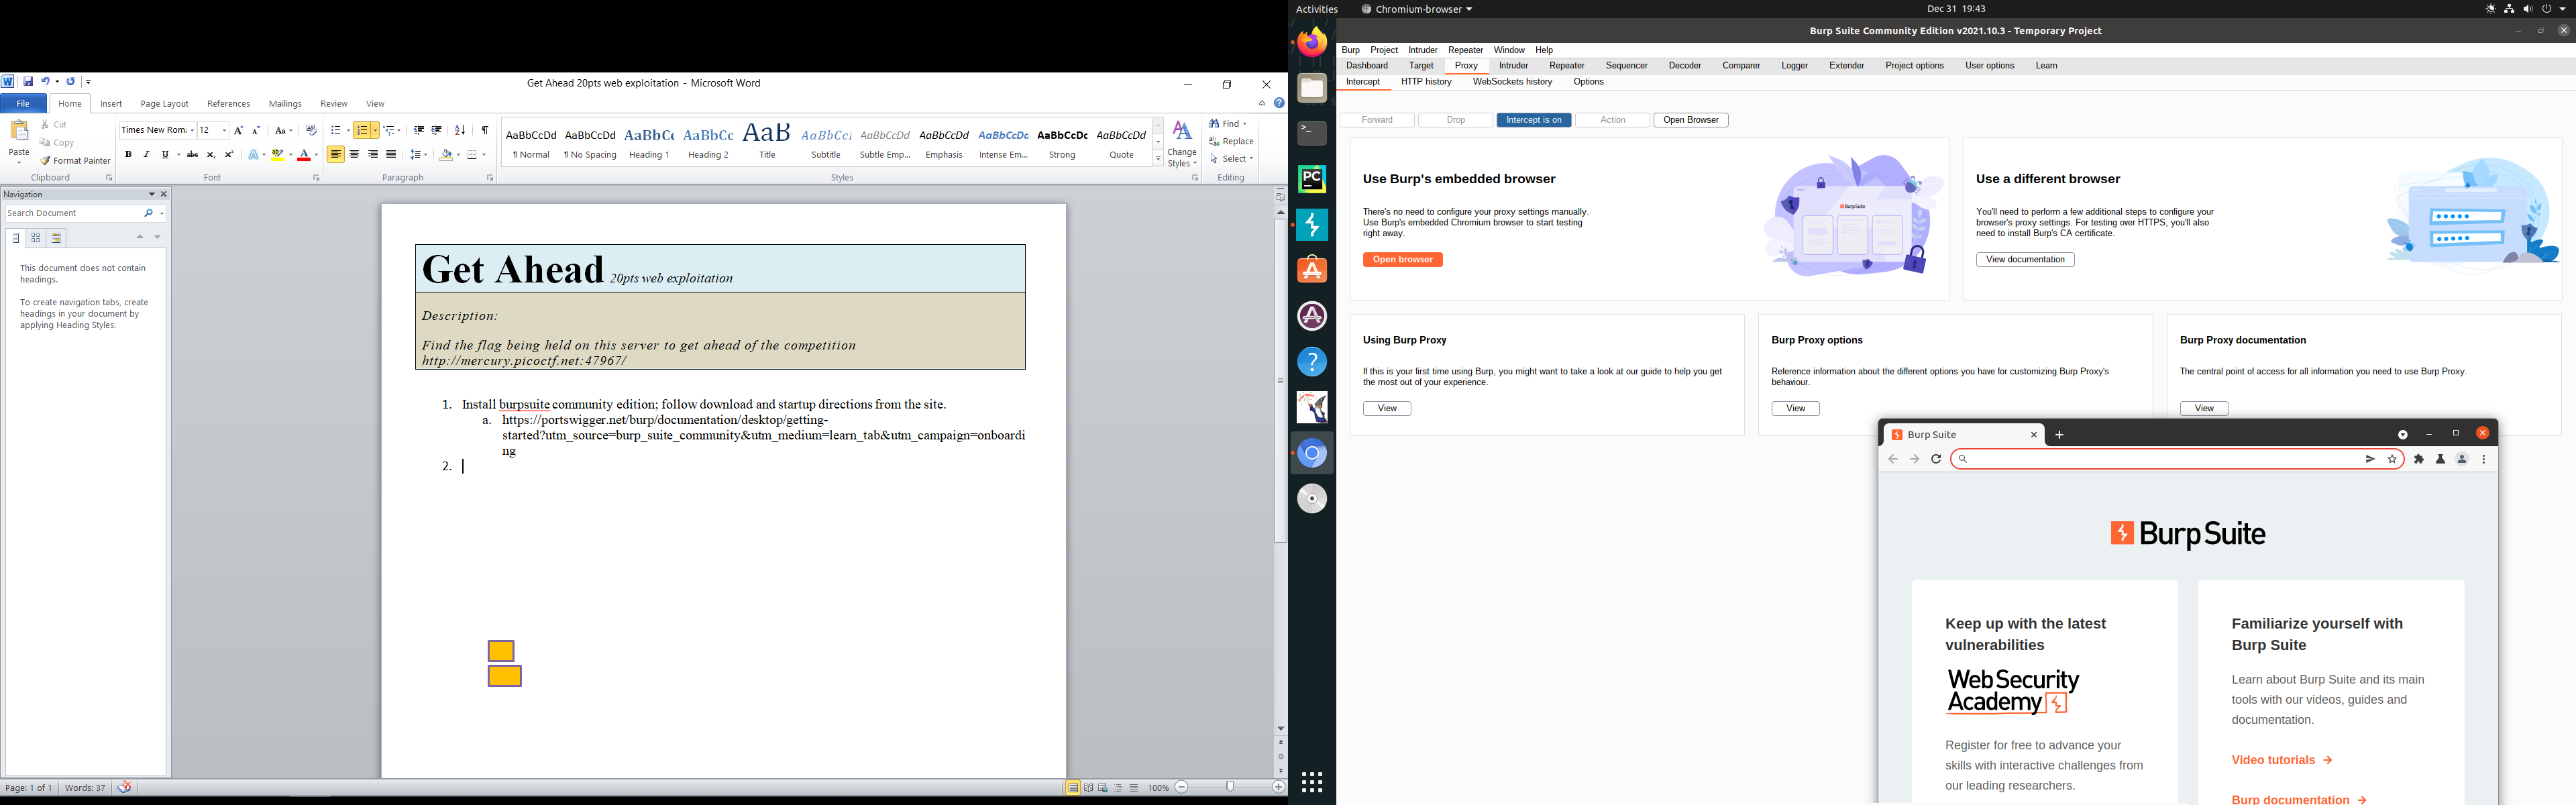 Get Ahead 20pts web exploitation - Microsoft Word
File Home Insert Page Layout References Mailings Review View
Paste
Cut
Copy
Format Painter
Clipboard
Times New Rom: 12
Font
Paragraph
AaBbCcDd AaBbCcDd AaBbC( AaBbCc AaB AaBbCcI AaBbCcDd AaBbCcDd AaBbCcDc AaBbCcDc AaBbCcDd
¶ Normal ¶ No Spacing Heading 1 Heading 2 Title Subtitle Subtle Emp... Emphasis Intense Em... Strong Quote
Change
Styles
Styles
Find
Replace
Select
Editing
Navigation
Search Document
This document does not contain
headings.
To create navigation tabs, create
headings in your document by
applying Heading Styles.
Get Ahead 20pts web exploitation
Description:
Find the flag being held on this server to get ahead of the competition
http://mercury.picoctf.net:47967/
1. Install burpsuite community edition; follow download and startup directions from the site.
a. https://portswigger.net/burp/documentation/desktop/getting-
started?utm_source=burp_suite_community&utm_medium=learn_tab&utm_campaign=onboardi
ng
2.
Page: 1 of 1 Words: 37
100%
Activities Chromium-browser Dec 31 19:43
Burp Suite Community Edition v2021.10.3 - Temporary Project
Burp Project Intruder Repeater Window Help
Dashboard Target Proxy Intruder Repeater Sequencer Decoder Comparer Logger Extender Project options User options Learn
Intercept HTTP history WebSockets history Options
Forward Drop Intercept is on Action Open Browser
Use Burp's embedded browser
There's no need to configure your proxy settings manually.
Use Burp's embedded Chromium browser to start testing
right away.
Open browser
BurpSuite
Use a different browser
You'll need to perform a few additional steps to configure your
browser's proxy settings. For testing over HTTPS, you'll also
need to install Burp's CA certificate.
View documentation
Using Burp Proxy
If this is your first time using Burp, you might want to take a look at our guide to help you get
the most out of your experience.
View
Burp Proxy options
Reference information about the different options you have for customizing Burp Proxy's
behaviour.
View
Burp Proxy documentation
The central point of access for all information you need to use Burp Proxy.
View
Burp Suite
Burp Suite
Keep up with the latest
vulnerabilities
WebSecurity
Academy
Register for free to advance your
skills with interactive challenges from
our leading researchers.
Familiarize yourself with
Burp Suite
Learn about Burp Suite and its main
tools with our videos, guides and
documentation.
Video tutorials →
Burp documentation →